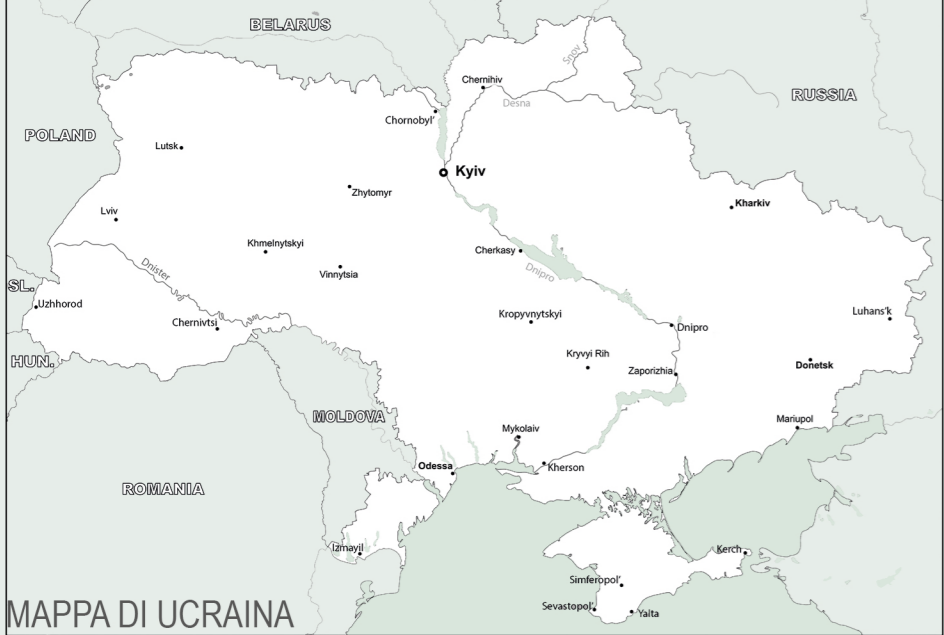 BELARUS
Snov
Chernihiv
RUSSIA
Desna
Chornobyl'
POLAND
Lutsk
Kyiv
Zhytomyr
Kharkiv
Lviv
Khmelnytskyi
Cherkasy
Dnister
Vinnytsia
Dnipro
SL.
Uzhhorod
Kropyvnytskyi
Luhans'k
Chernivtsi
Dnipro
Kryvyi Rih
HUN.
Donetsk
Zaporizhia
MOLDOVA
Mariupol
Mykolaiv
Odessa
Kherson
ROMANIA
Izmayil
Kerch
Simferopol'
Sevastopol'
Yalta
MAPPA DI UCRAINA